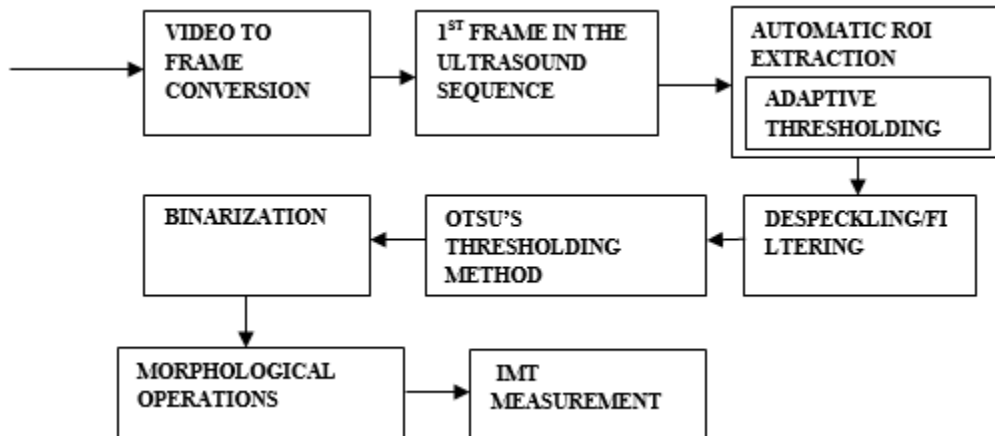 VIDEO TO
FRAME
CONVERSION
1ST FRAME IN THE
ULTRASOUND
SEQUENCE
AUTOMATIC ROI
EXTRACTION
ADAPTIVE
THRESHOLDING
DESPECKLING/FI
LTERING
OTSU'S
THRESHOLDING
METHOD
BINARIZATION
MORPHOLOGICAL
OPERATIONS
IMT
MEASUREMENT